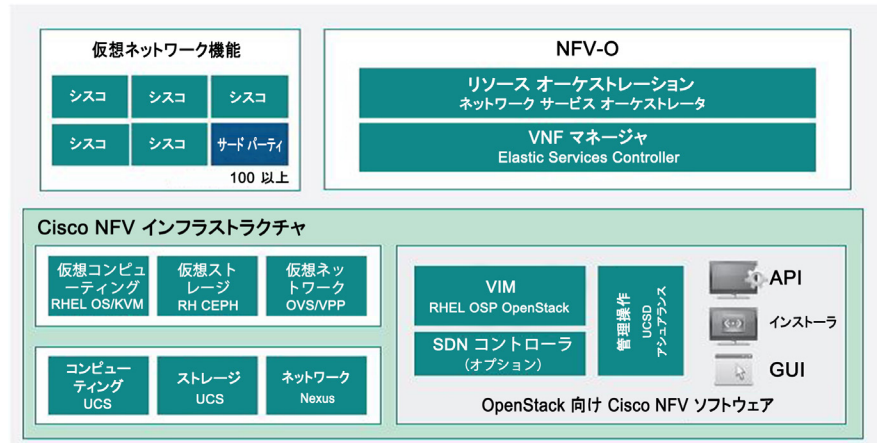 仮想ネットワーク機能
シスコ
シスコ
シスコ
シスコ
シスコ
サード パーティ
100 以上
NFV-O
リソース オーケストレーション
ネットワーク サービス オーケストレータ
VNF マネージャ
Elastic Services Controller
Cisco NFV インフラストラクチャ
仮想コンピュ
ーティング
RHEL OS/KVM
仮想スト
レージ
RH CEPH
仮想ネッ
トワーク
OVS/VPP
コンピュー
ティング
UCS
ストレージ
UCS
ネットワーク
Nexus
VIM
RHEL OSP OpenStack
SDN コントローラ
(オプション)
管理操作
UCSD
アシュアランス
API
インストーラ
GUI
OpenStack 向け Cisco NFV ソフトウェア